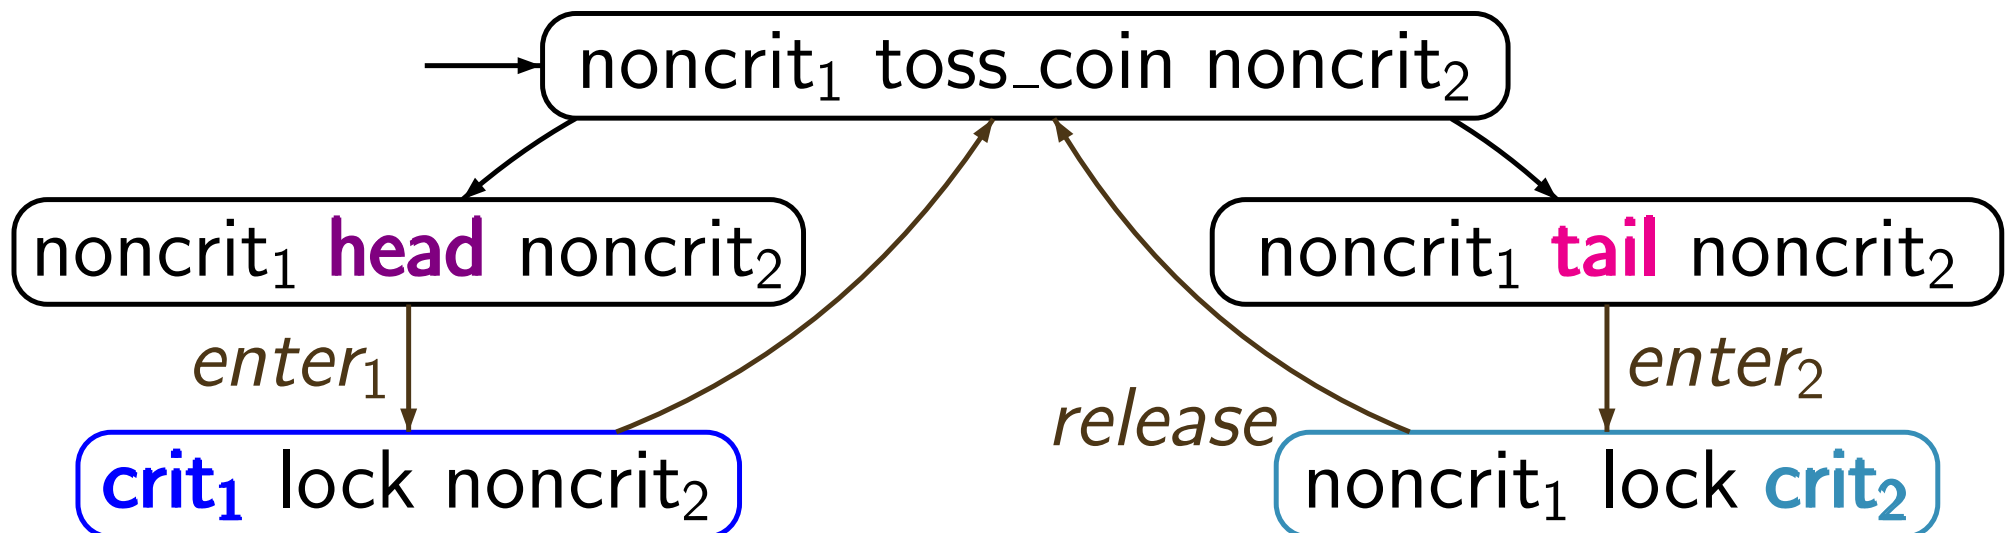 noncrit₁ toss_coin noncrit₂
noncrit₁ head noncrit₂
noncrit₁ tail noncrit₂
enter₁
enter₂
release
crit₁ lock noncrit₂
noncrit₁ lock crit₂